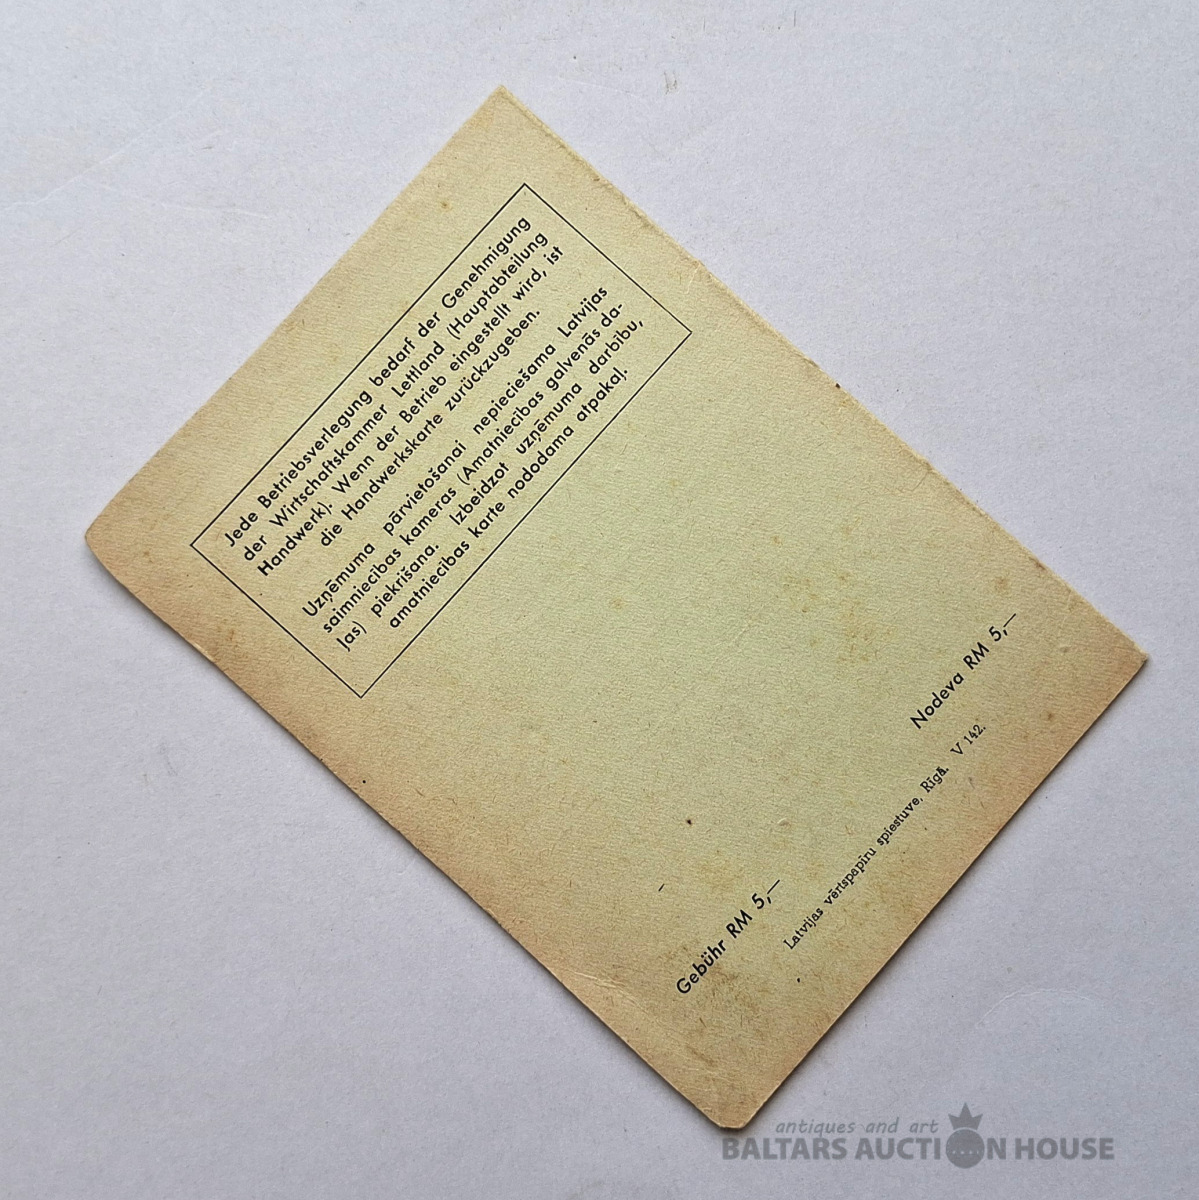 Jede Betriebsverlegung bedarf der Genehmigung
der Wirtschaftskammer Lettland (Hauptabteilung
Handwerk). Wenn der Betrieb eingestellt wird, ist
die Handwerkskarte zurückzugeben.
Uzņēmuma pārvietošanai nepieciešama Latvijas
saimniecības kameras (Amatniecības galvenās da-
ļas) piekrišana. Izbeidzot uzņēmuma darbību,
amatniecības karte nododama atpakaļ.
Gebühr RM 5,—
Nodeva RM 5,—
Latvijas vērtspapīru spiestuve, Rīgā. V 142.
antiques and art
BALTARS AUCTION HOUSE